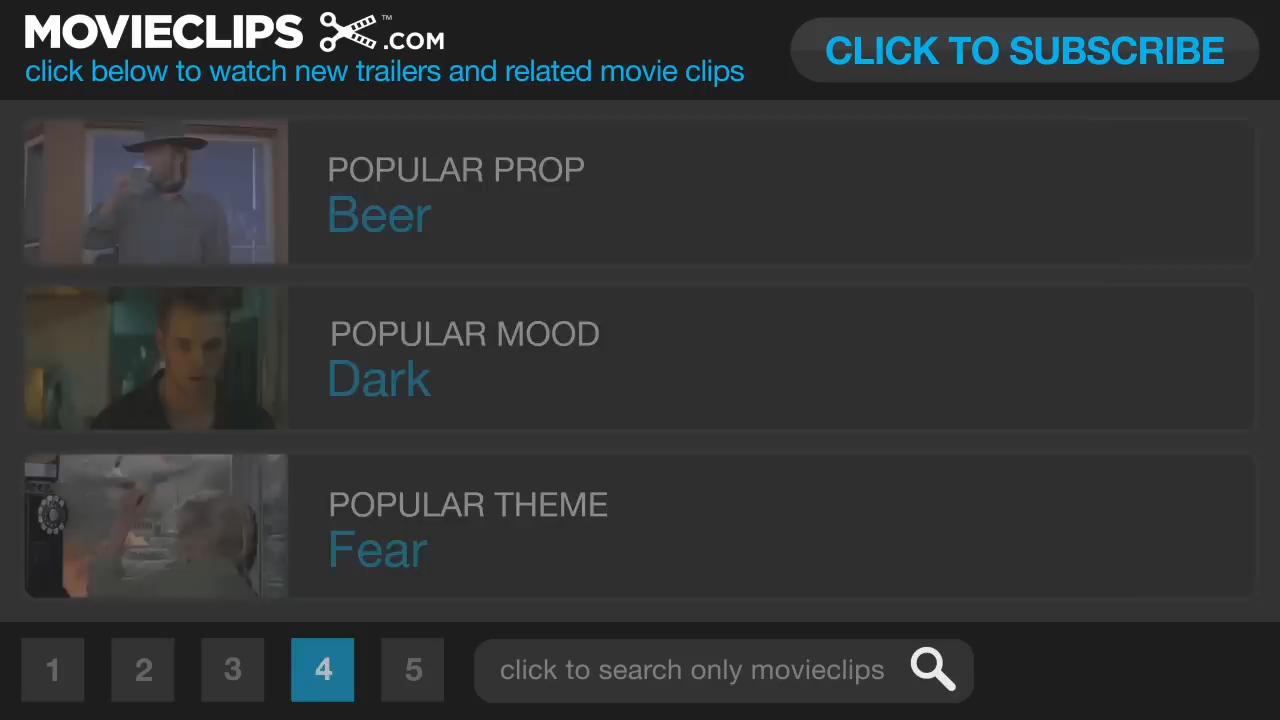 MOVIECLIPS ™ .COM
click below to watch new trailers and related movie clips
CLICK TO SUBSCRIBE
POPULAR PROP
Beer
POPULAR MOOD
Dark
POPULAR THEME
Fear
1 2 3 4 5
click to search only movieclips